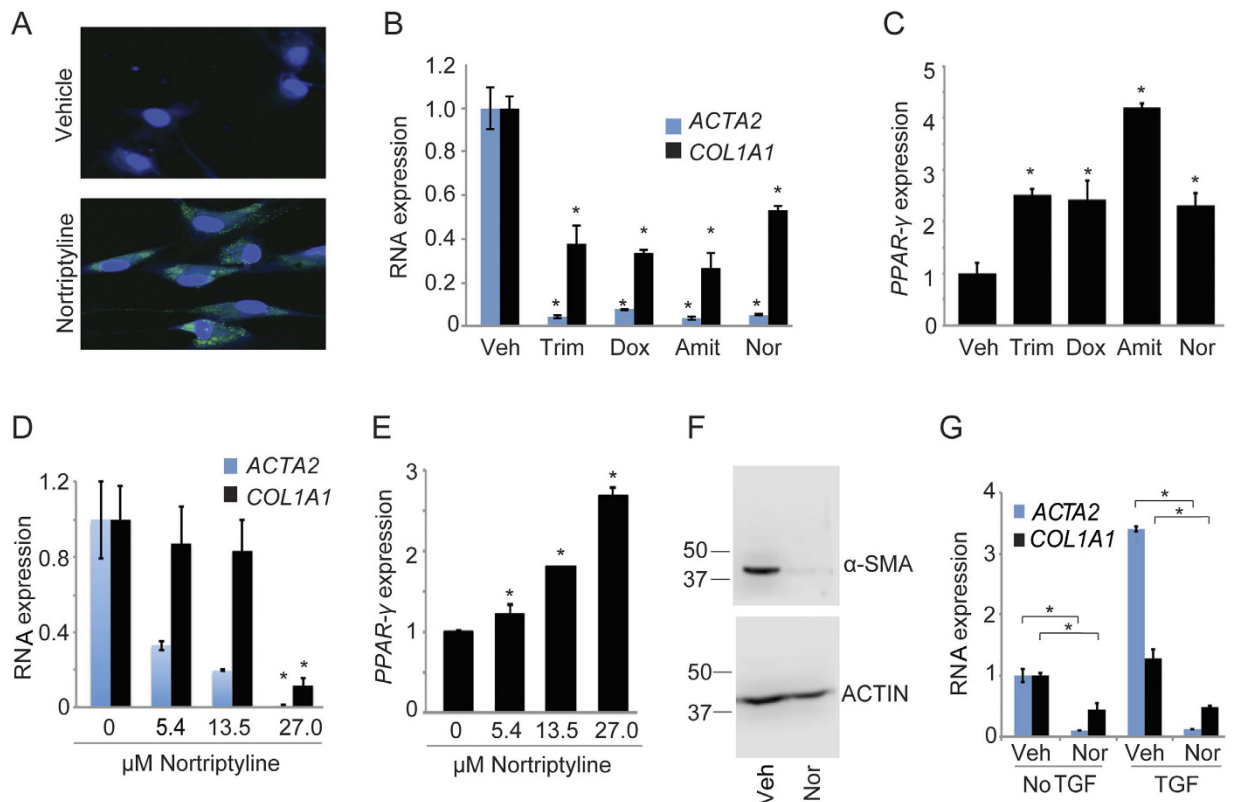 A
Vehicle
Nortriptyline
B
RNA expression
1.2
1.0
0.8
0.6
0.4
0.2
0
ACTA2
COL1A1
* * * * * * * *
Veh Trim Dox Amit Nor
C
PPAR-γ expression
5
4
3
2
1
0
* * * *
Veh Trim Dox Amit Nor
D
RNA expression
1.2
0.8
0.4
0
ACTA2
COL1A1
* *
0 5.4 13.5 27.0
μM Nortriptyline
E
PPAR-γ expression
3
2
1
0
* * *
0 5.4 13.5 27.0
μM Nortriptyline
F
50
37
α-SMA
50
37
ACTIN
Veh Nor
G
RNA expression
4
3
2
1
0
ACTA2
COL1A1
* * * *
Veh Nor Veh Nor
No TGF TGF